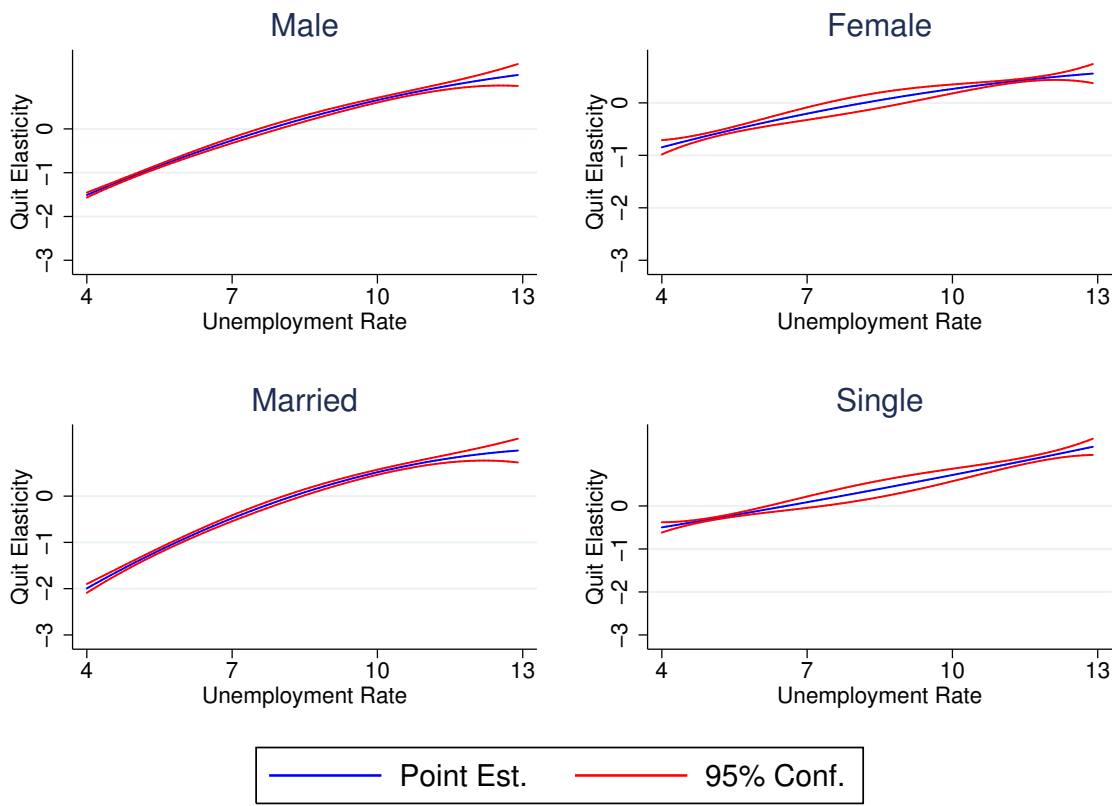 Male
Quit Elasticity
0
−1
−2
−3
4 7 10 13
Unemployment Rate
Female
Quit Elasticity
0
−1
−2
−3
4 7 10 13
Unemployment Rate
Married
Quit Elasticity
0
−1
−2
−3
4 7 10 13
Unemployment Rate
Single
Quit Elasticity
0
−1
−2
−3
4 7 10 13
Unemployment Rate
Point Est. 95% Conf.